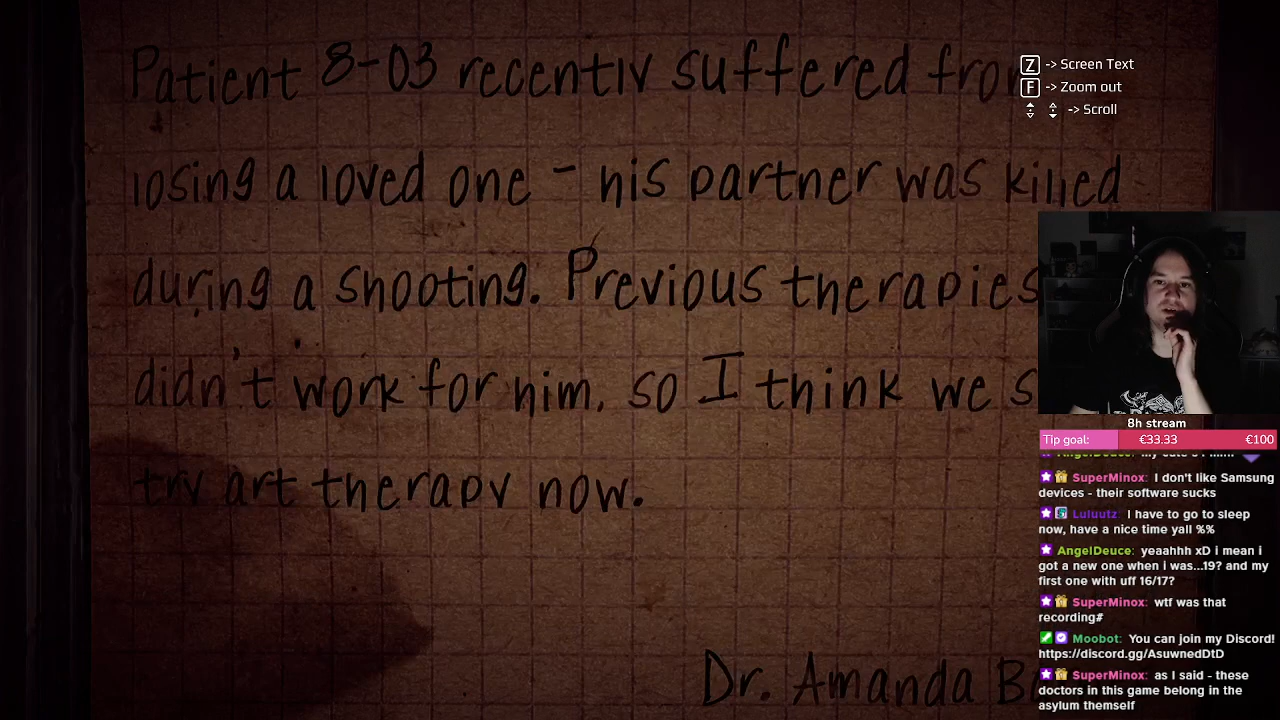 Patient 8-03 recently suffered from
losing a loved one - his partner was killed
during a shooting. Previous therapies
didn't work for him, so I think we
try art therapy now.
Dr. Amanda
Z -> Screen Text
F -> Zoom out
-> Scroll
8h stream
Tip goal: €33.33 €100
SuperMinox: I don't like Samsung
devices - their software sucks
Luluutz: I have to go to sleep
now, have a nice time yall %%
AngelDeuce: yeaahhh xD i mean i
got a new one when i was...19? and my
first one with uff 16/17?
SuperMinox: wtf was that
recording#
Moobot: You can join my Discord!
https://discord.gg/AsuwnedDtD
SuperMinox: as I said - these
doctors in this game belong in the
asylum themself